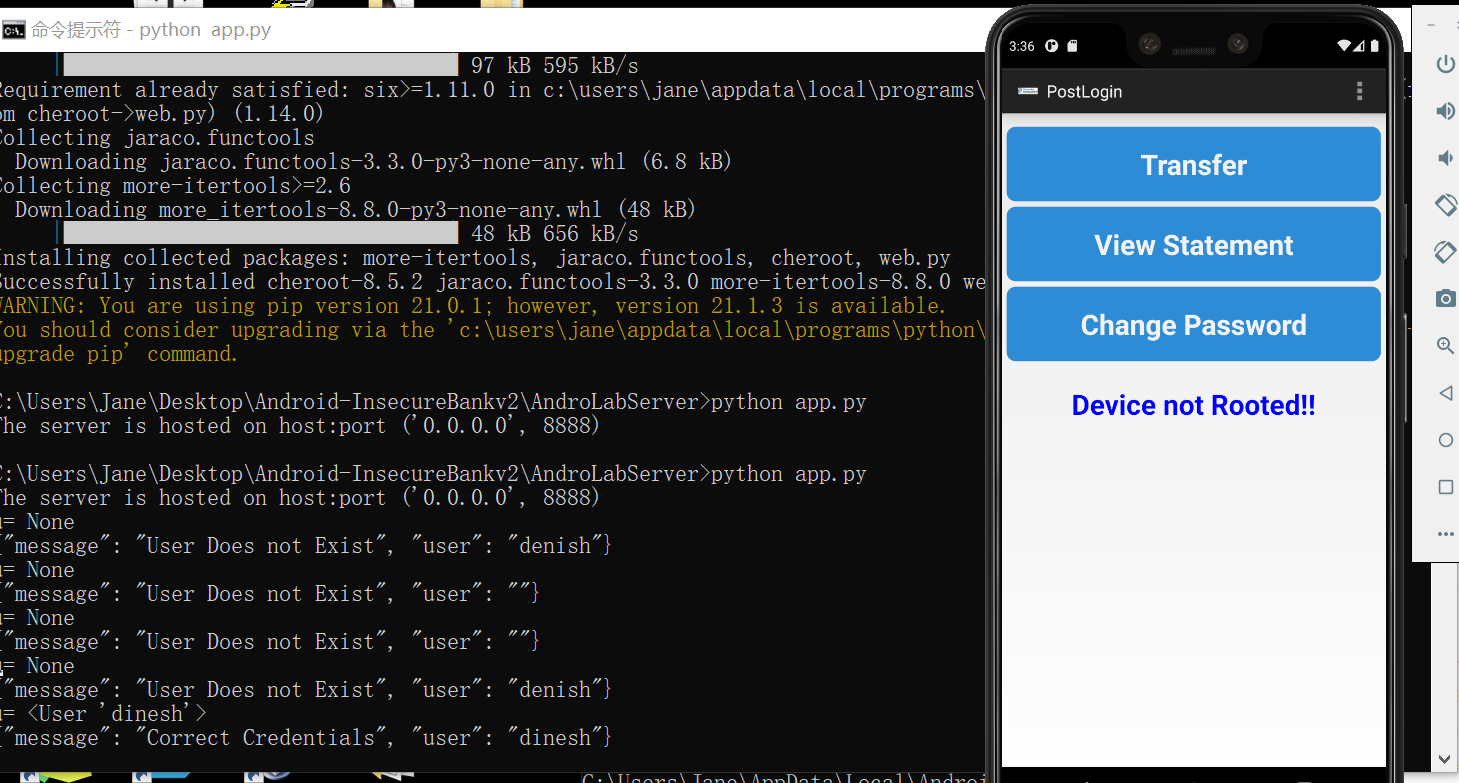 命令提示符 - python app.py
97 kB 595 kB/s
Requirement already satisfied: six>=1.11.0 in c:\users\jane\appdata\local\programs\
om cheroot->web.py) (1.14.0)
Collecting jaraco.functools
Downloading jaraco.functools-3.3.0-py3-none-any.whl (6.8 kB)
Collecting more-itertools>=2.6
Downloading more_itertools-8.8.0-py3-none-any.whl (48 kB)
48 kB 656 kB/s
Installing collected packages: more-itertools, jaraco.functools, cheroot, web.py
Successfully installed cheroot-8.5.2 jaraco.functools-3.3.0 more-itertools-8.8.0 we
WARNING: You are using pip version 21.0.1; however, version 21.1.3 is available.
You should consider upgrading via the 'c:\users\jane\appdata\local\programs\python\
upgrade pip' command.
C:\Users\Jane\Desktop\Android-InsecureBankv2\AndroLabServer>python app.py
The server is hosted on host:port ('0.0.0.0', 8888)
C:\Users\Jane\Desktop\Android-InsecureBankv2\AndroLabServer>python app.py
The server is hosted on host:port ('0.0.0.0', 8888)
u= None
{"message": "User Does not Exist", "user": "denish"}
u= None
{"message": "User Does not Exist", "user": ""}
u= None
{"message": "User Does not Exist", "user": ""}
u= None
{"message": "User Does not Exist", "user": "denish"}
u= <User 'dinesh'>
{"message": "Correct Credentials", "user": "dinesh"}
C:\Users\Jane\AppData\Local\Androi
3:36
PostLogin
Transfer
View Statement
Change Password
Device not Rooted!!